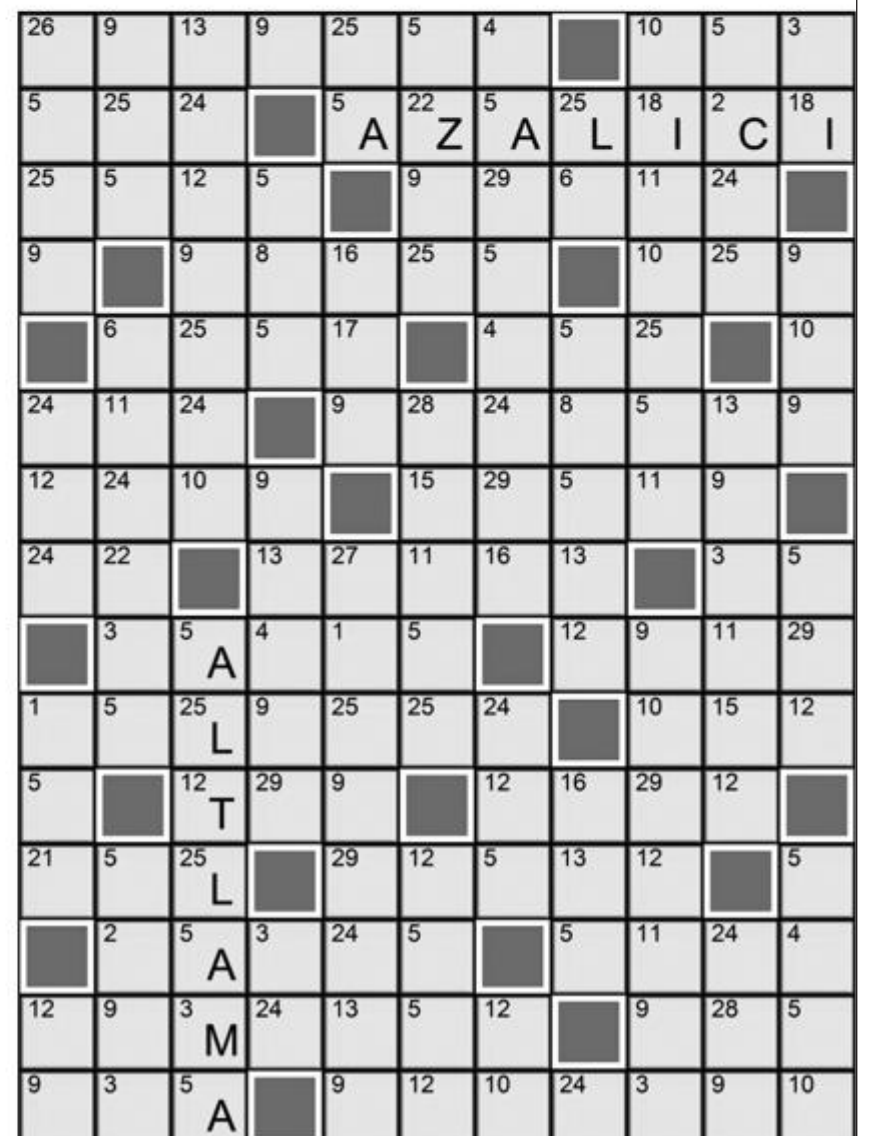 26 9 13 9 25 5 4 10 5 3
5 25 24 5 A 22 Z 5 A 25 L 18 I 2 C 18 I
25 5 12 5 9 29 6 11 24
9 9 8 16 25 5 10 25 9
6 25 5 17 4 5 25 10
24 11 24 9 28 24 8 5 13 9
12 24 10 9 15 29 5 11 9
24 22 13 27 11 16 13 3 5
3 5 A 4 1 5 12 9 11 29
1 5 25 L 9 25 25 24 10 15 12
5 12 T 29 9 12 16 29 12
21 5 25 L 29 12 5 13 12 5
2 5 A 3 24 5 5 11 24 4
12 9 3 M 24 13 5 12 9 28 5
9 3 5 A 9 12 10 24 3 9 10